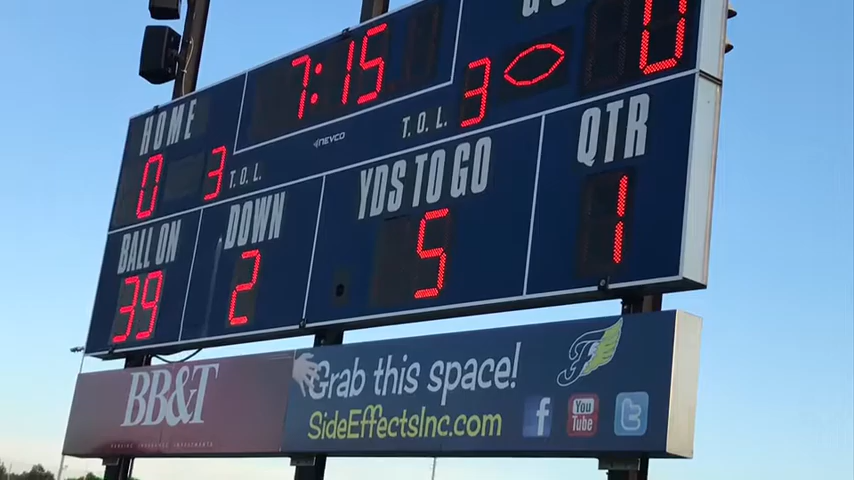 7:15
HOME
0 3 T.O.L.
NEVCO
T.O.L. 3 0
BALL ON
39
DOWN
2
YDS TO GO
5
QTR
1
BB&T
Grab this space!
SideEffectsInc.com
f
You
Tube
t